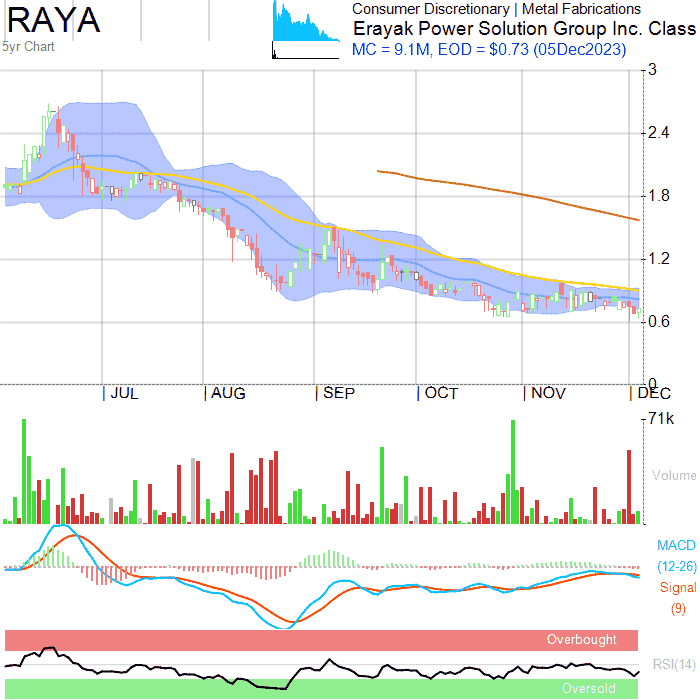 RAYA
5yr Chart
Consumer Discretionary | Metal Fabrications
Erayak Power Solution Group Inc. Class
MC = 9.1M, EOD = $0.73 (05Dec2023)
3
2.4
1.8
1.2
0.6
0
JUL
AUG
SEP
OCT
NOV
DEC
71k
Volume
MACD
(12-26)
Signal
(9)
Overbought
RSI(14)
Oversold